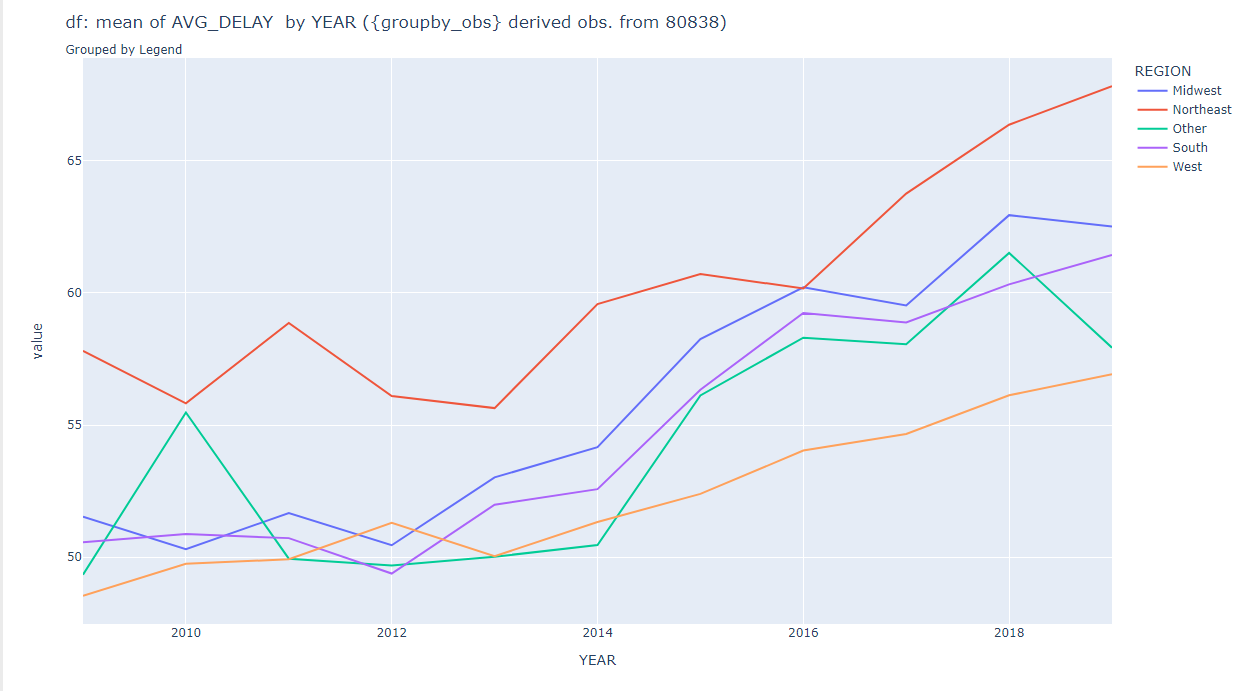 df: mean of AVG_DELAY  by YEAR ({groupby_obs} derived obs. from 80838)
Grouped by Legend
REGION
Midwest
Northeast
Other
South
West
65
60
55
50
value
2010
2012
2014
2016
2018
YEAR